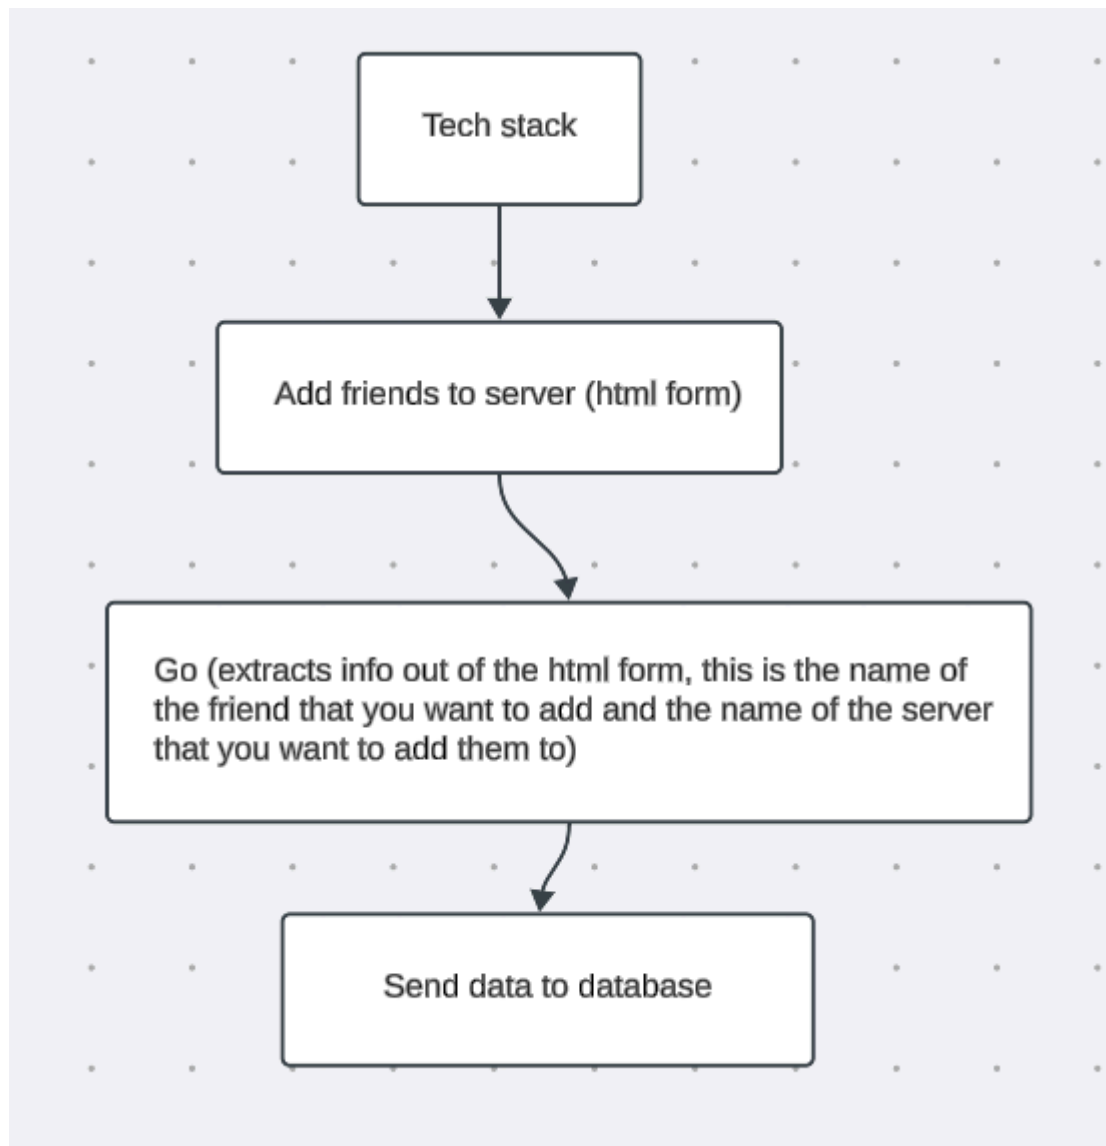 Tech stack
Add friends to server (html form)
Go (extracts info out of the html form, this is the name of
the friend that you want to add and the name of the server
that you want to add them to)
Send data to database